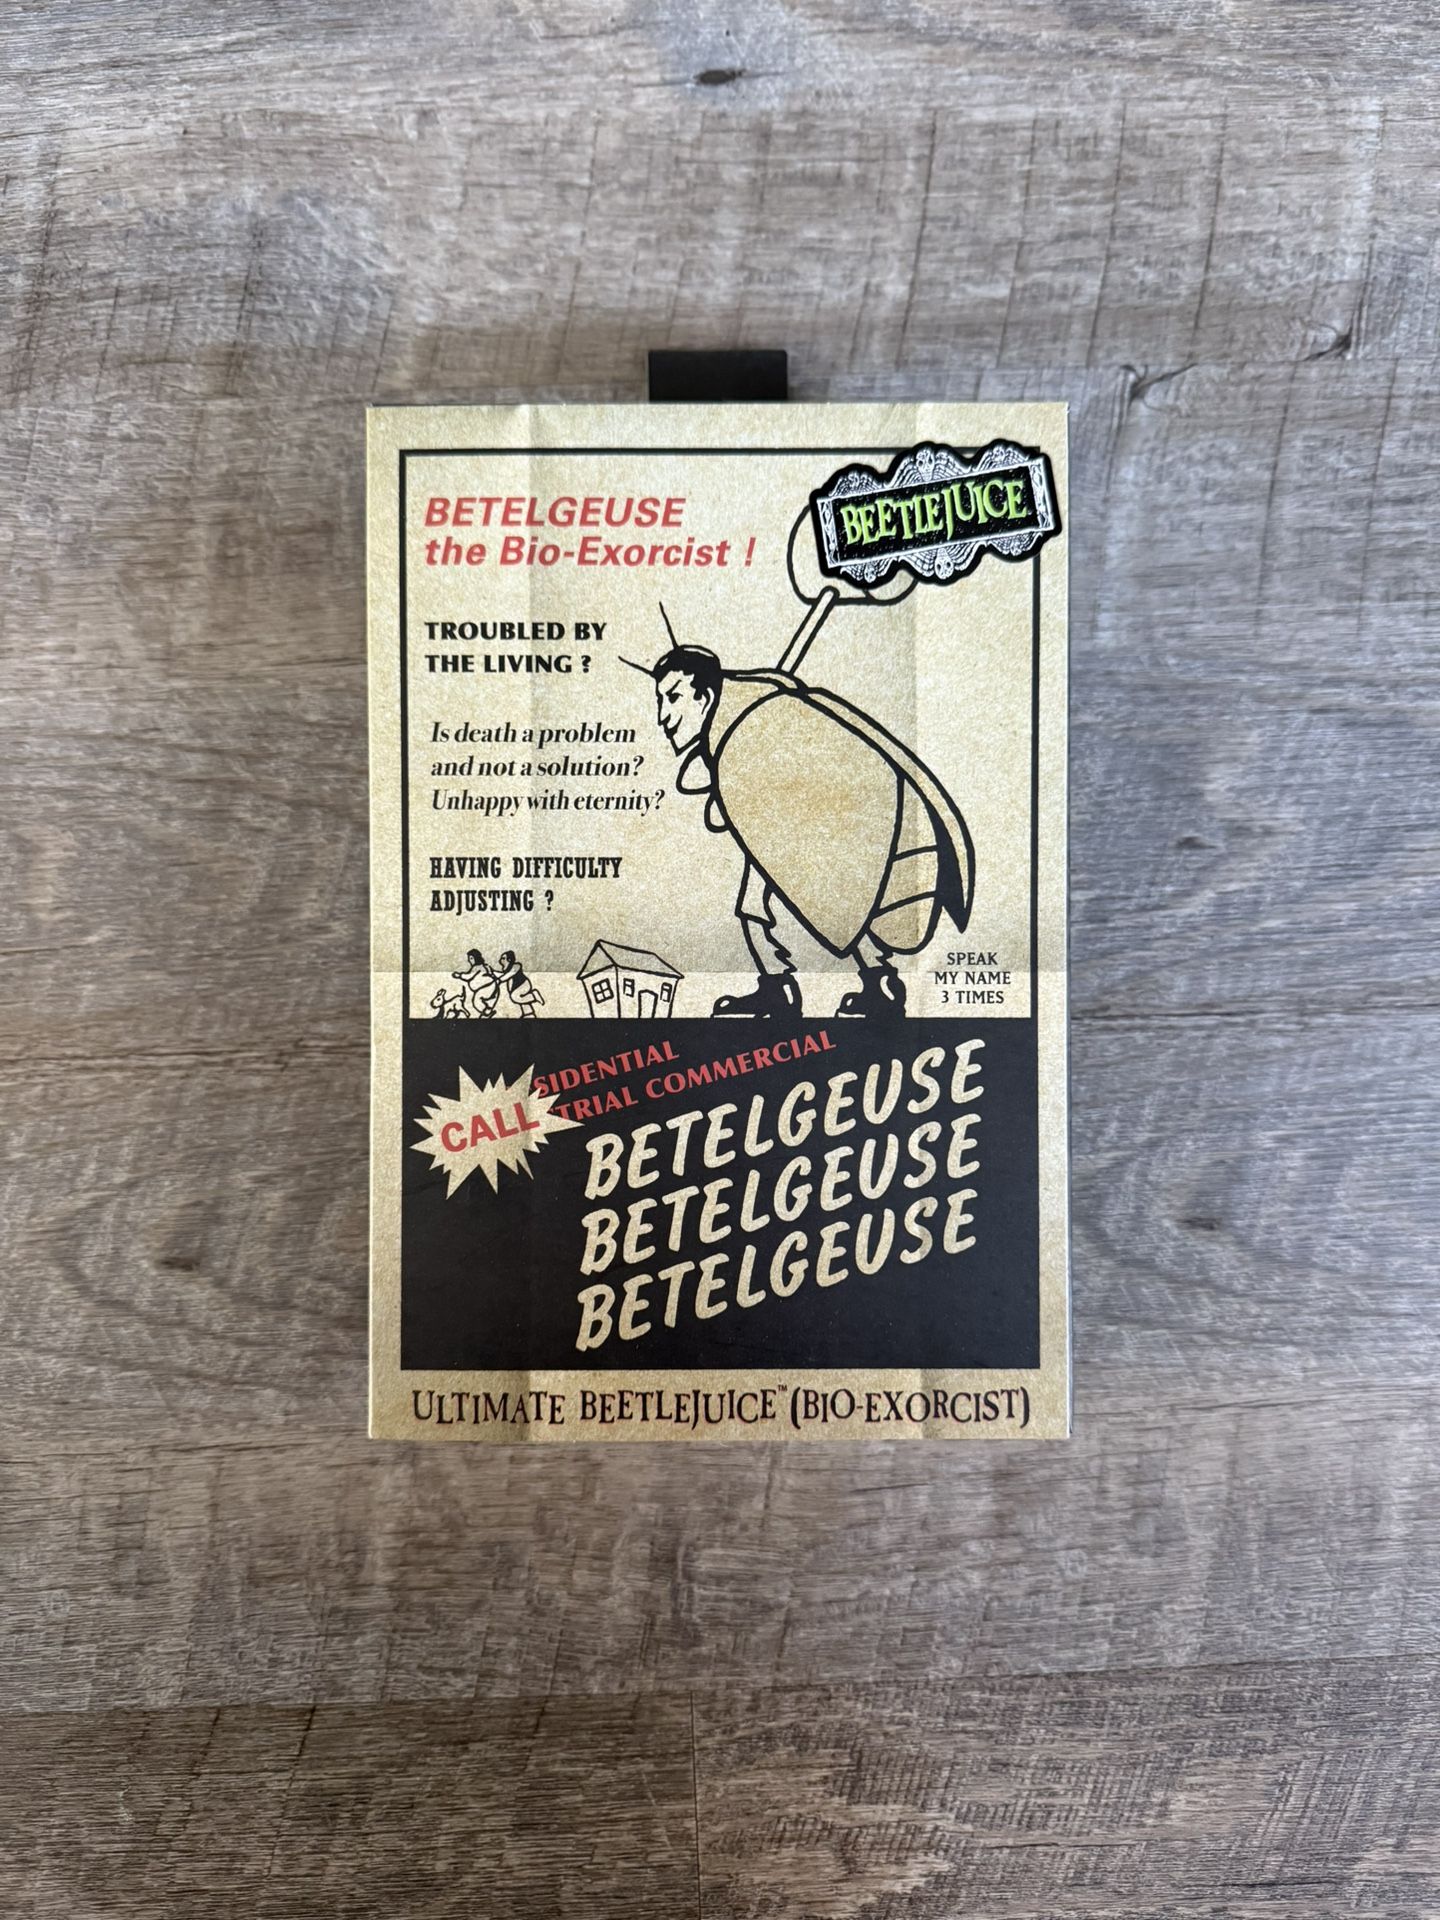 BEETLEJUICE
BETELGEUSE
the Bio-Exorcist !
TROUBLED BY
THE LIVING ?
Is death a problem
and not a solution?
Unhappy with eternity?
HAVING DIFFICULTY
ADJUSTING ?
SPEAK
MY NAME
3 TIMES
SIDENTIAL
TRIAL COMMERCIAL
CALL
BETELGEUSE
BETELGEUSE
BETELGEUSE
ULTIMATE BEETLEJUICE™ (BIO-EXORCIST)